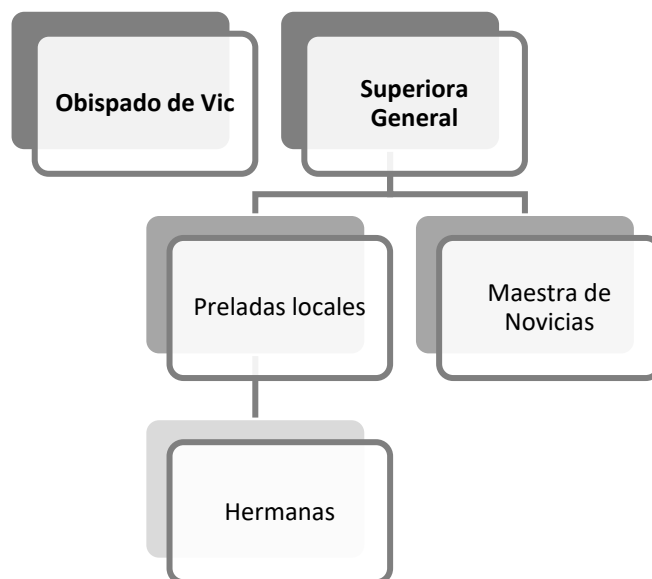 Obispado de Vic
Superiora
General
Preladas locales
Maestra de
Novicias
Hermanas